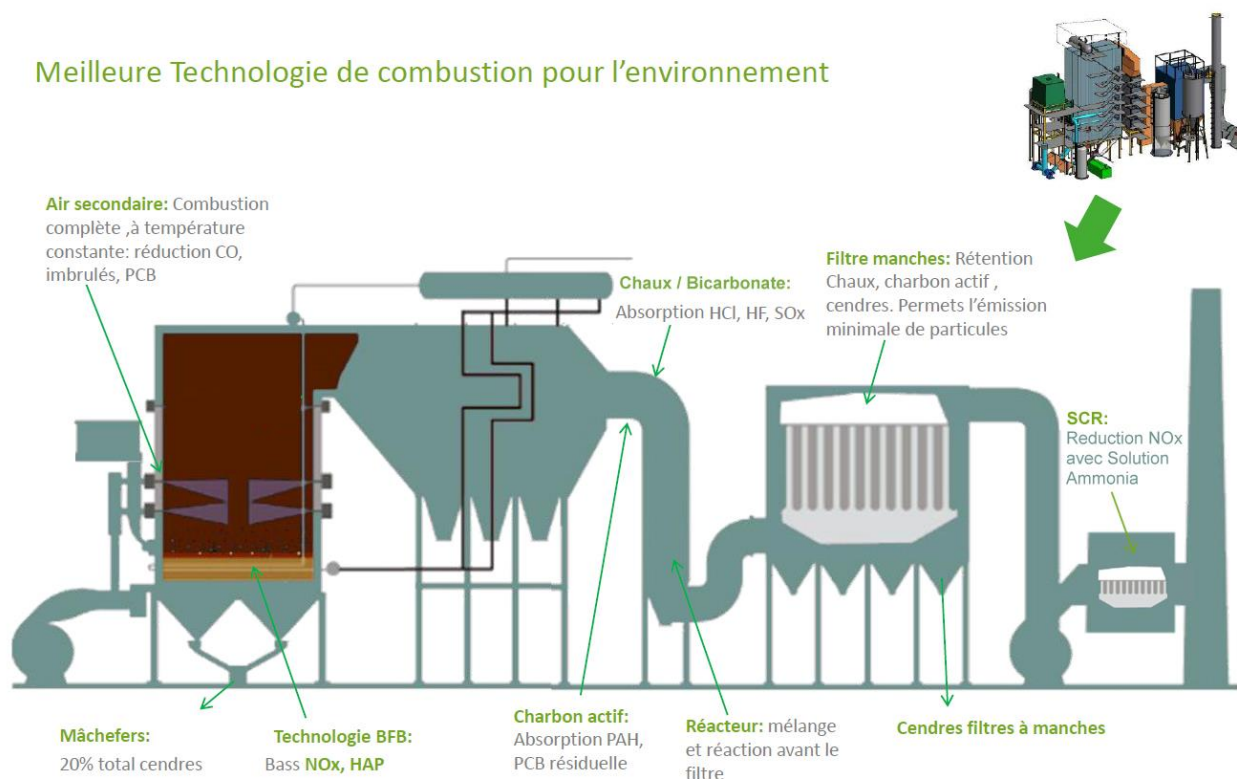 Meilleure Technologie de combustion pour l'environnement
Air secondaire: Combustion
complète ,à température
constante: réduction CO,
imbrulés, PCB
Chaux / Bicarbonate:
Absorption HCl, HF, SOx
Filtre manches: Rétention
Chaux, charbon actif ,
cendres. Permets l'émission
minimale de particules
SCR:
Reduction NOx
avec Solution
Ammonia
Mâchefers:
20% total cendres
Technologie BFB:
Bass NOx, HAP
Charbon actif:
Absorption PAH,
PCB résiduelle
Réacteur: mélange
et réaction avant le
filtre
Cendres filtres à manches